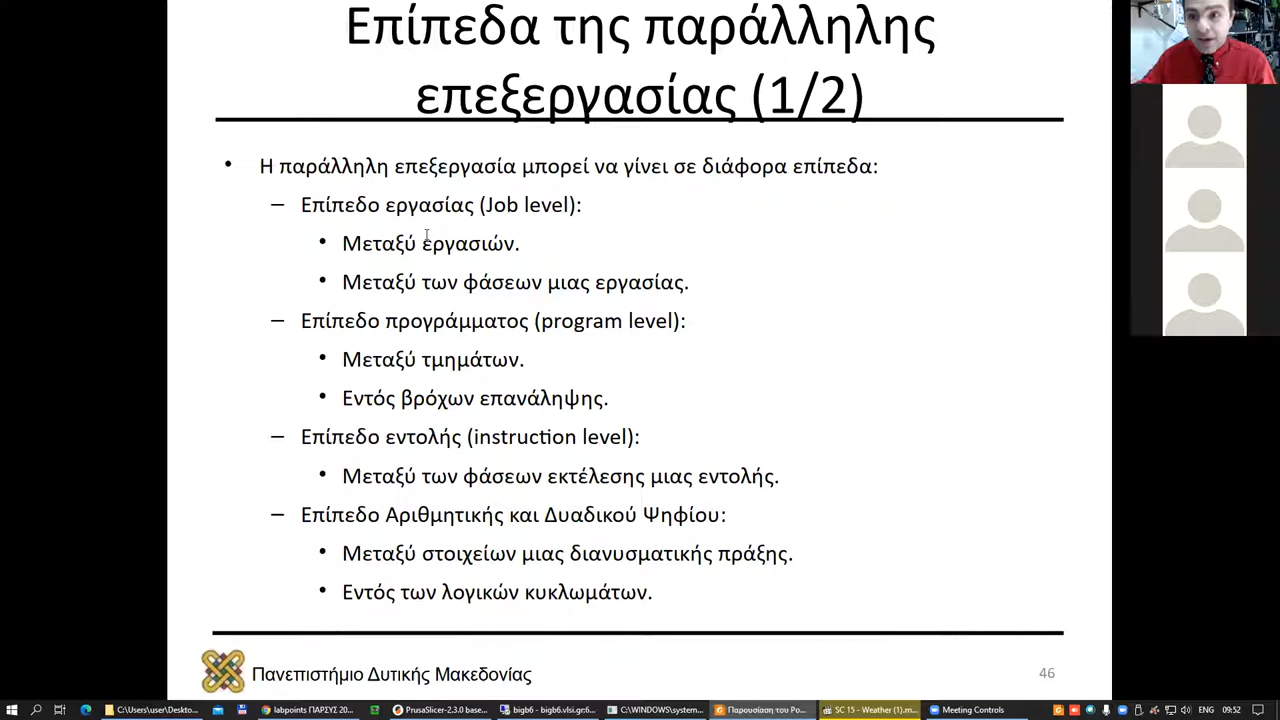 Επίπεδα της παράλληλης
επεξεργασίας (1/2)
• Η παράλληλη επεξεργασία μπορεί να γίνει σε διάφορα επίπεδα:
– Επίπεδο εργασίας (Job level):
• Μεταξύ εργασιών.
• Μεταξύ των φάσεων μιας εργασίας.
– Επίπεδο προγράμματος (program level):
• Μεταξύ τμημάτων.
• Εντός βρόχων επανάληψης.
– Επίπεδο εντολής (instruction level):
• Μεταξύ των φάσεων εκτέλεσης μιας εντολής.
– Επίπεδο Αριθμητικής και Δυαδικού Ψηφίου:
• Μεταξύ στοιχείων μιας διανυσματικής πράξης.
• Εντός των λογικών κυκλωμάτων.
Πανεπιστήμιο Δυτικής Μακεδονίας
46
C:\Users\user\Deskto... labpoints ΠΑΡΣΥΣ 20... PrusaSlicer-2.3.0 base... bigb6 - bigb6.vlsi.gr:6... C:\WINDOWS\system... Παρουσίαση του Po... SC 15 - Weather (1).m... Meeting Controls ENG 09:52